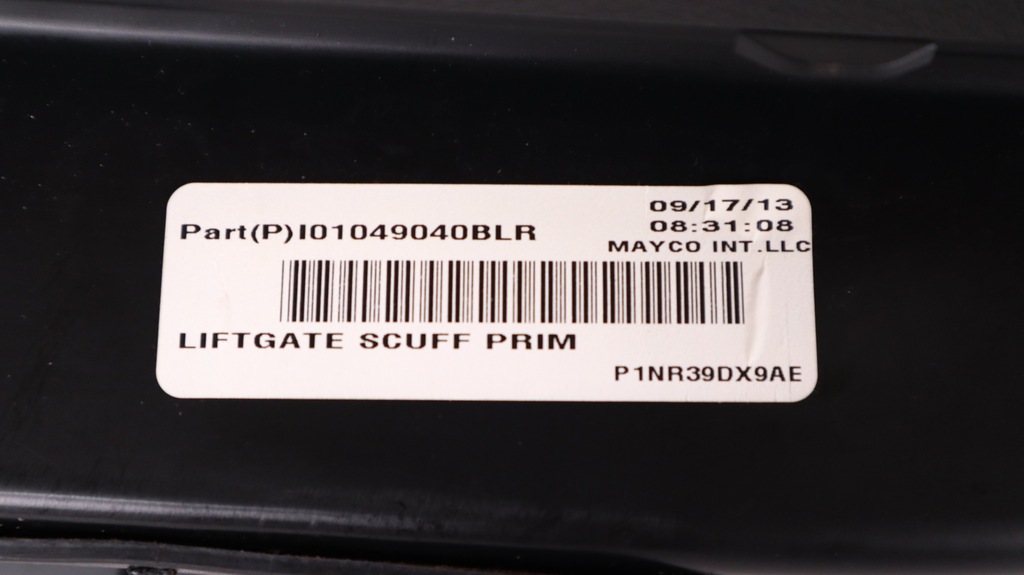 09/17/13
Part(P)I01049040BLR 08:31:08
MAYCO INT.LLC
LIFTGATE SCUFF PRIM
P1NR39DX9AE